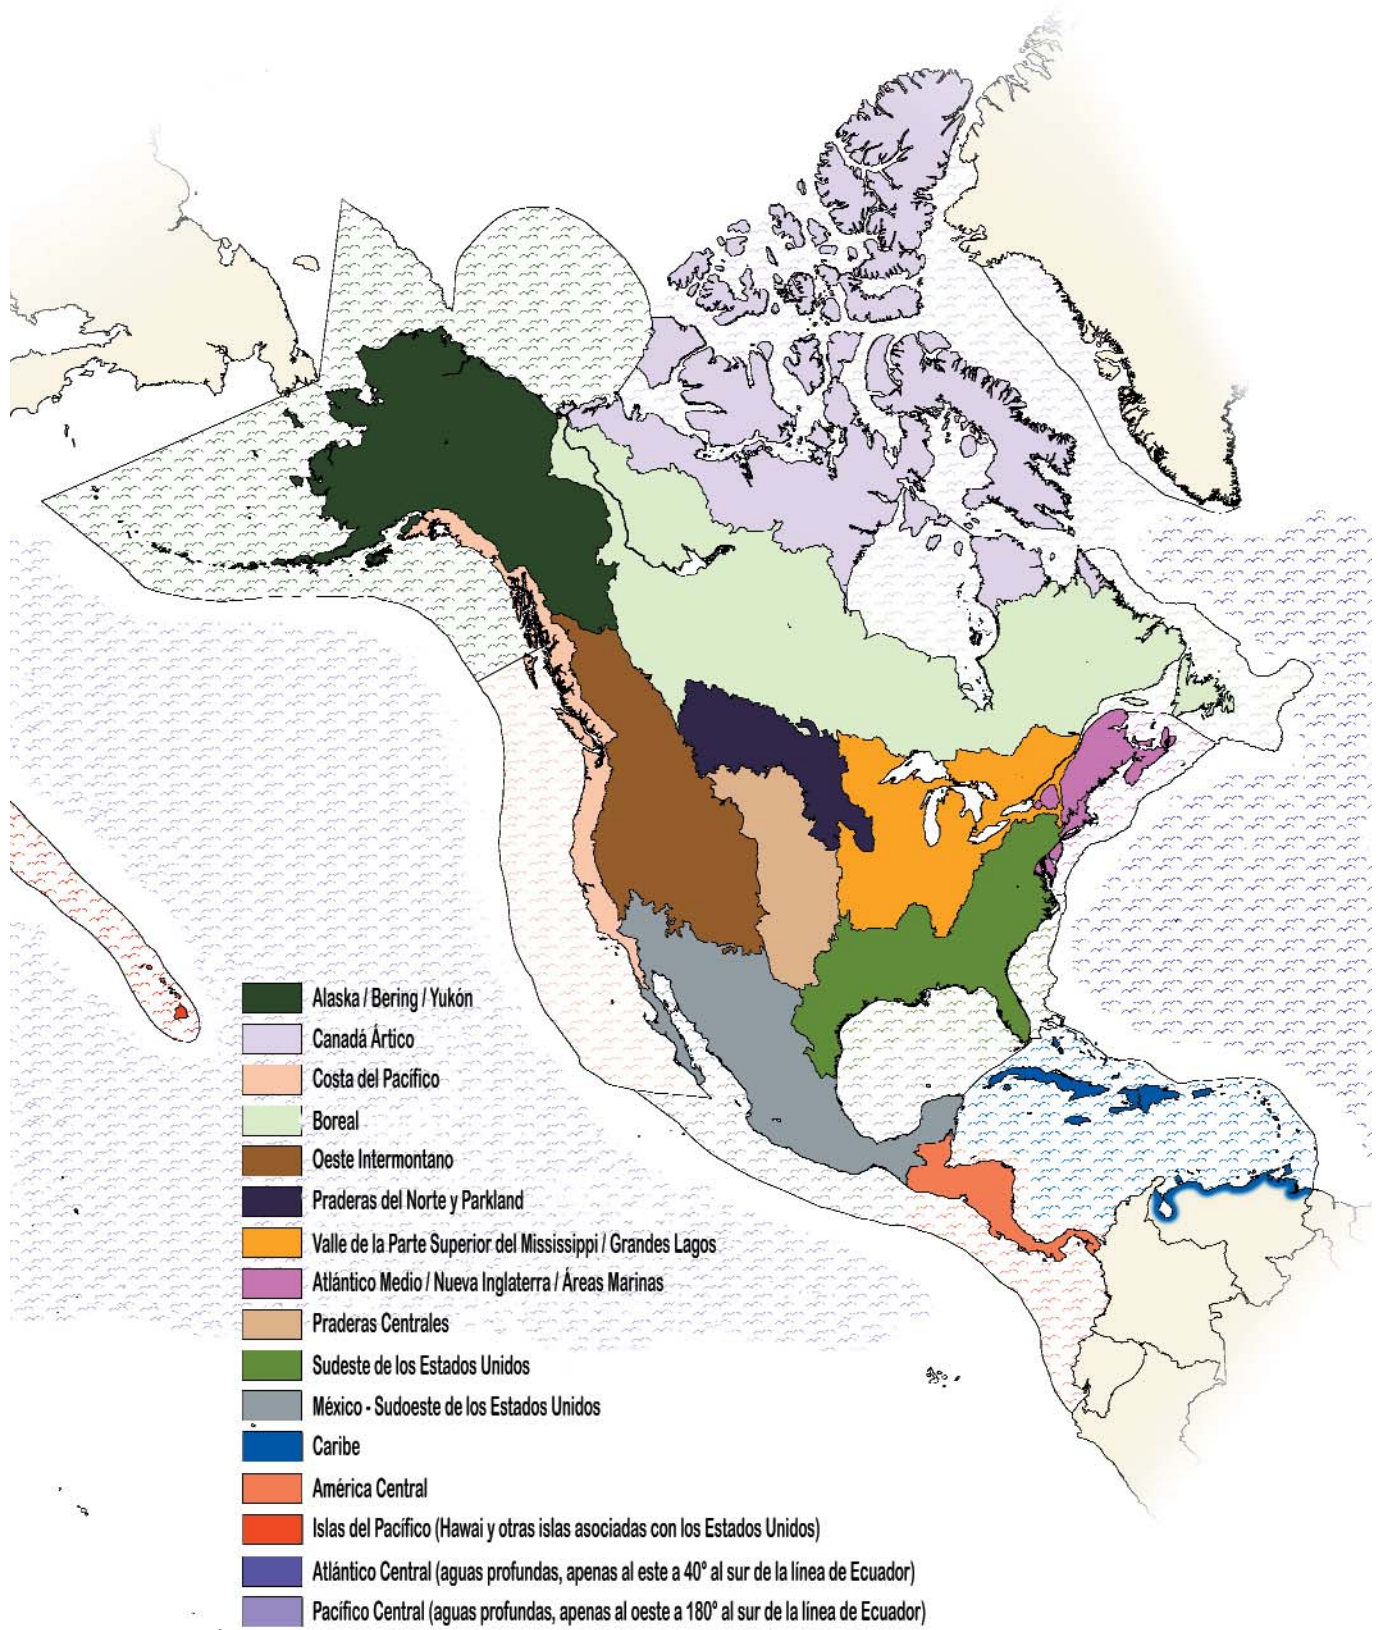 Alaska / Bering / Yukón
Canadá Ártico
Costa del Pacífico
Boreal
Oeste Intermontano
Praderas del Norte y Parkland
Valle de la Parte Superior del Mississippi / Grandes Lagos
Atlántico Medio / Nueva Inglaterra / Áreas Marinas
Praderas Centrales
Sudeste de los Estados Unidos
México - Sudoeste de los Estados Unidos
Caribe
América Central
Islas del Pacífico (Hawai y otras islas asociadas con los Estados Unidos)
Atlántico Central (aguas profundas, apenas al este a 40º al sur de la línea de Ecuador)
Pacífico Central (aguas profundas, apenas al oeste a 180º al sur de la línea de Ecuador)